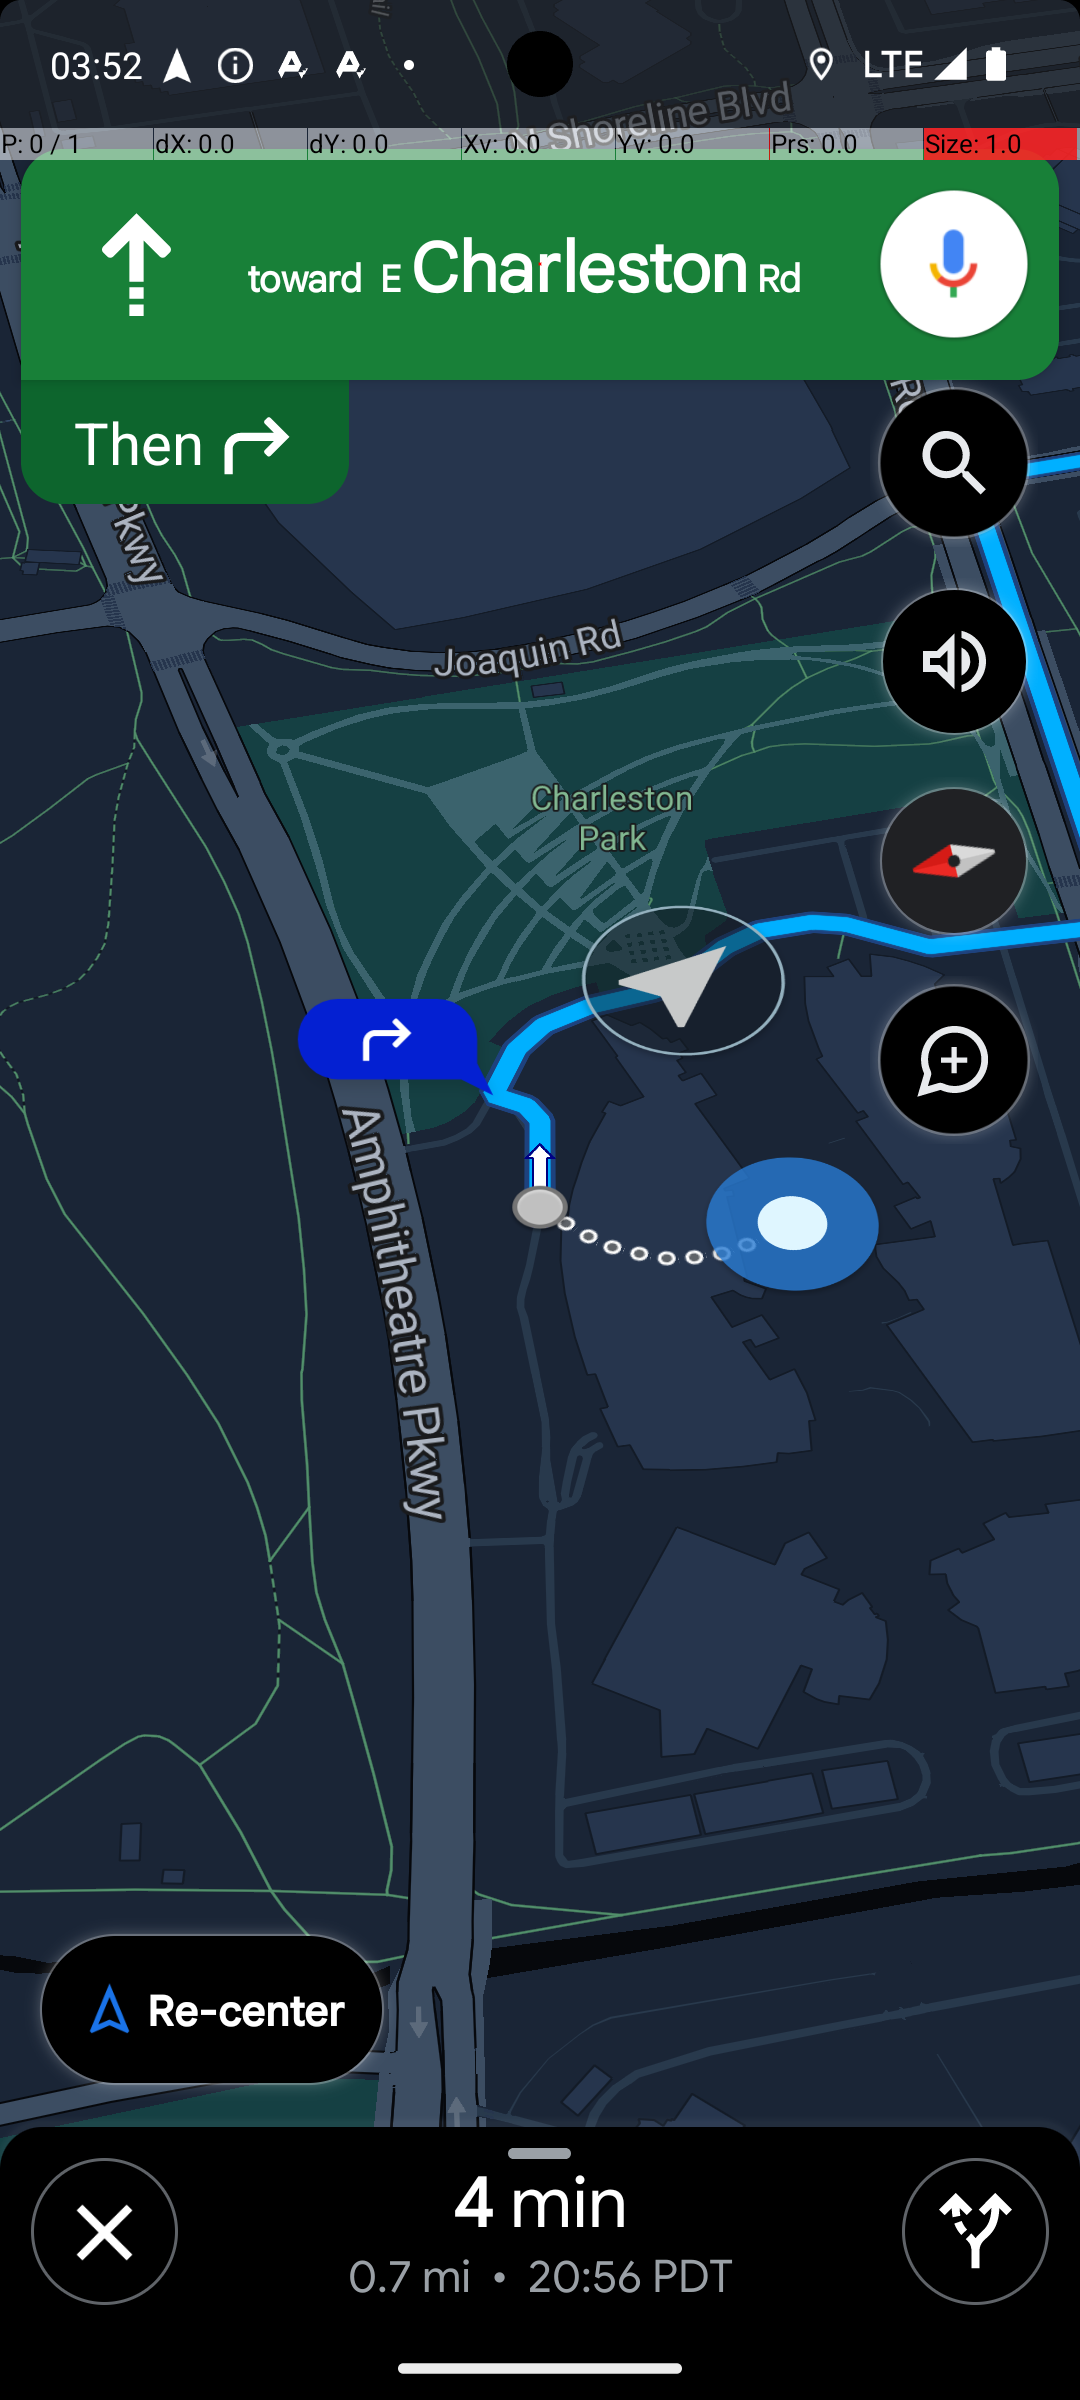 03:52
LTE
N Shoreline Blvd
P: 0 / 1
dX: 0.0
dY: 0.0
Xv: 0.0
Yv: 0.0
Prs: 0.0
Size: 1.0
toward E Charleston Rd
Then
Pkwy
Joaquin Rd
Charleston
Park
Amphitheatre Pkwy
Re-center
4 min
0.7 mi • 20:56 PDT